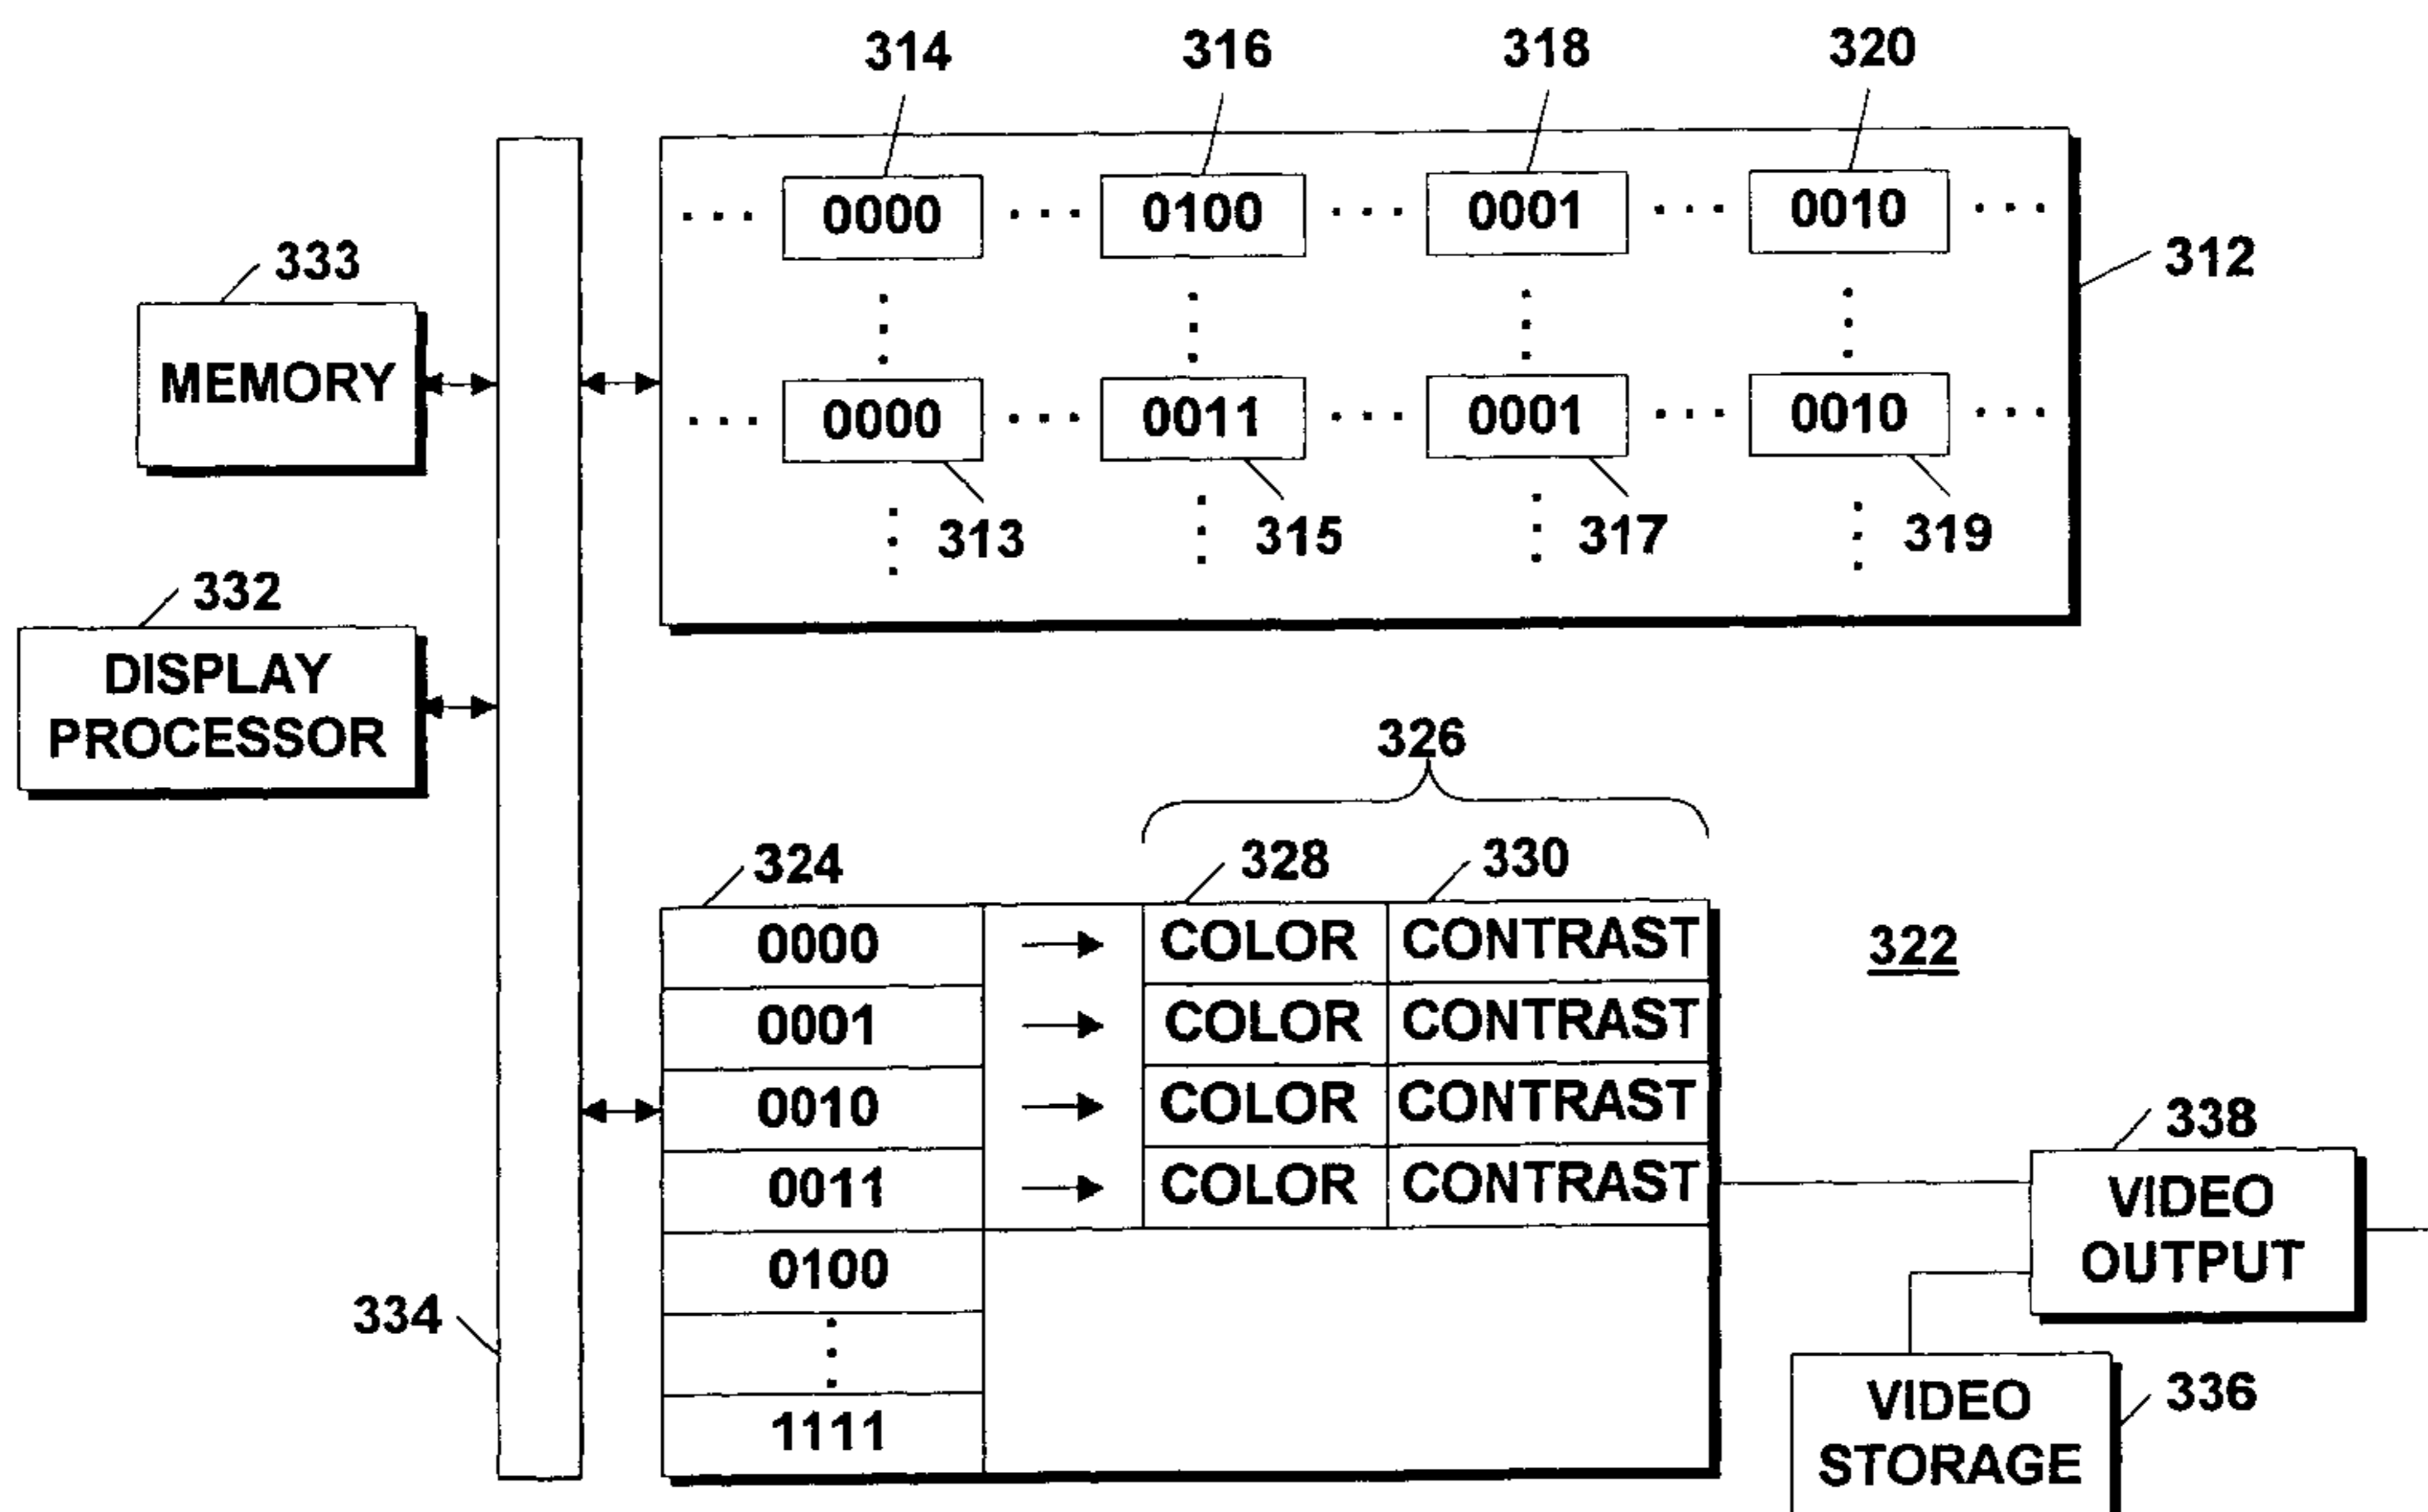 314 316 318 320
... 0000 ... 0100 ... 0001 ... 0010 ...
333
312
MEMORY
... 0000 ... 0011 ... 0001 ... 0010 ...
313 315 317 319
332
DISPLAY
PROCESSOR
326
324 328 330
0000 → COLOR CONTRAST
322
0001 → COLOR CONTRAST
0010 → COLOR CONTRAST
338
0011 → COLOR CONTRAST
VIDEO
OUTPUT
0100
334
336
1111
VIDEO
STORAGE